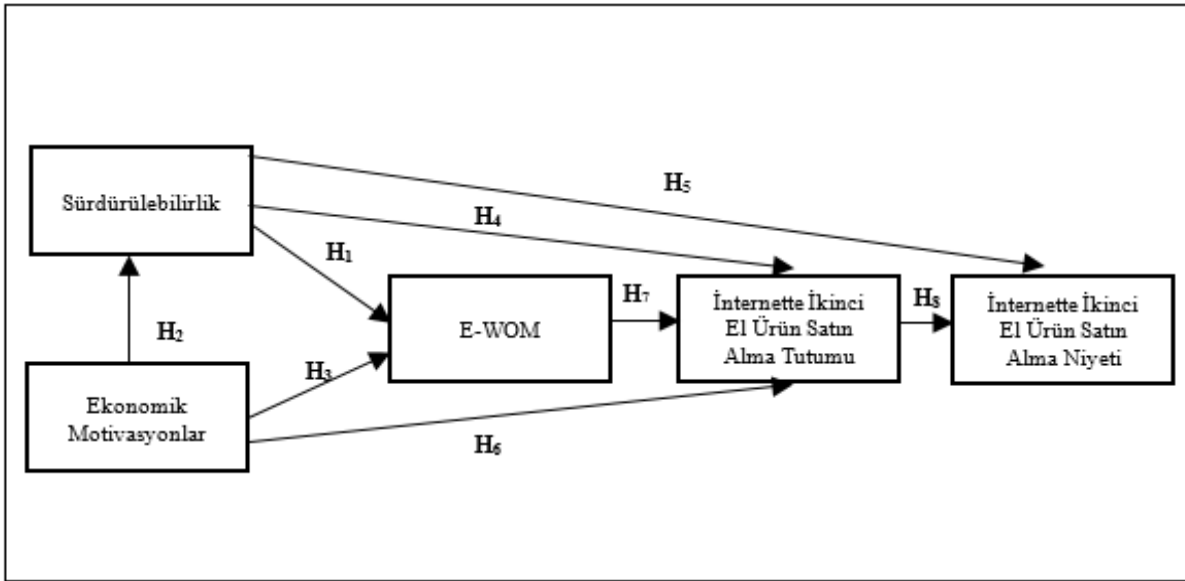 Sürdürülebilirlik
H5
H4
H1
H2
Ekonomik
Motivasyonlar
H3
E-WOM
H7
İnternette İkinci
El Ürün Satın
Alma Tutumu
H8
İnternette İkinci
El Ürün Satın
Alma Niyeti
H6